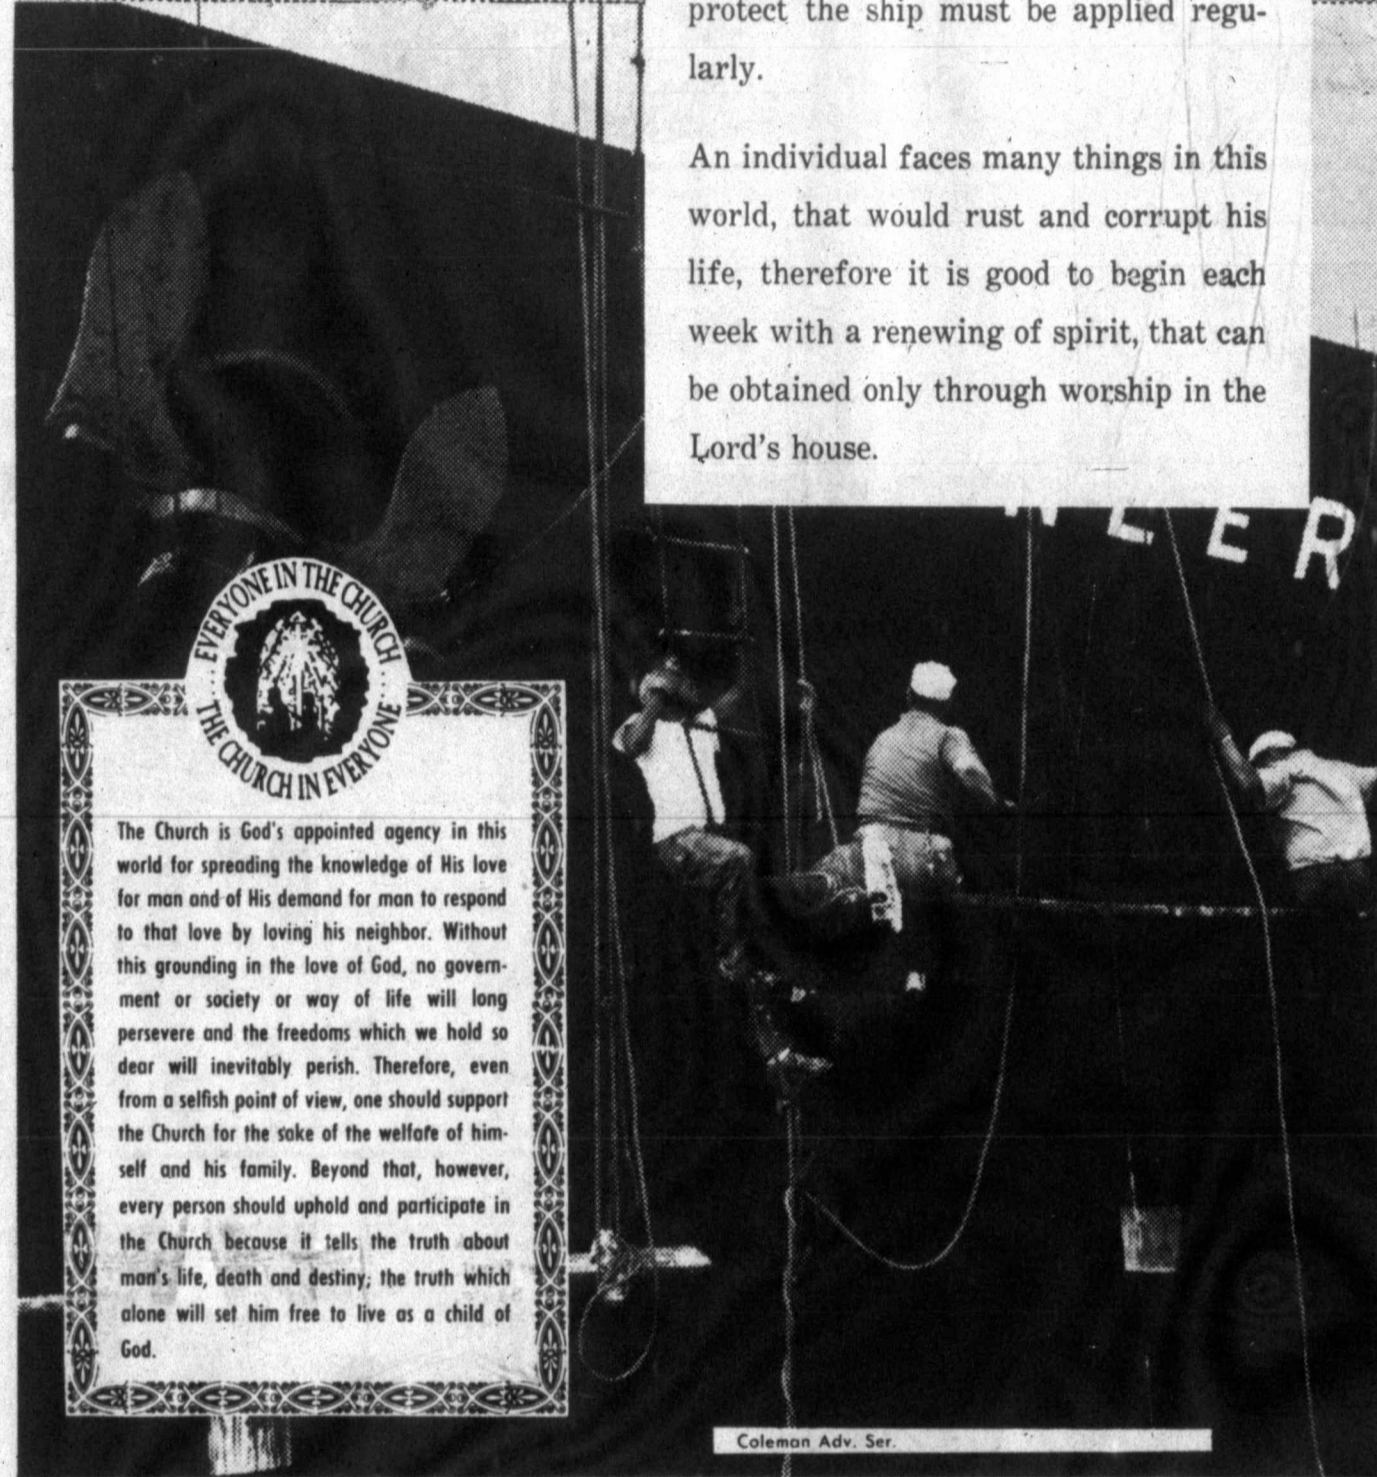 protect the ship must be applied regu-
larly.
An individual faces many things in this
world, that would rust and corrupt his
life, therefore it is good to begin each
week with a renewing of spirit, that can
be obtained only through worship in the
Lord's house.
LER
EVERYONE IN THE CHURCH
THE CHURCH IN EVERYONE
The Church is God's appointed agency in this
world for spreading the knowledge of His love
for man and of His demand for man to respond
to that love by loving his neighbor. Without
this grounding in the love of God, no govern-
ment or society or way of life will long
persevere and the freedoms which we hold so
dear will inevitably perish. Therefore, even
from a selfish point of view, one should support
the Church for the sake of the welfare of him-
self and his family. Beyond that, however,
every person should uphold and participate in
the Church because it tells the truth about
man's life, death and destiny; the truth which
alone will set him free to live as a child of
God.
Coleman Adv. Ser.